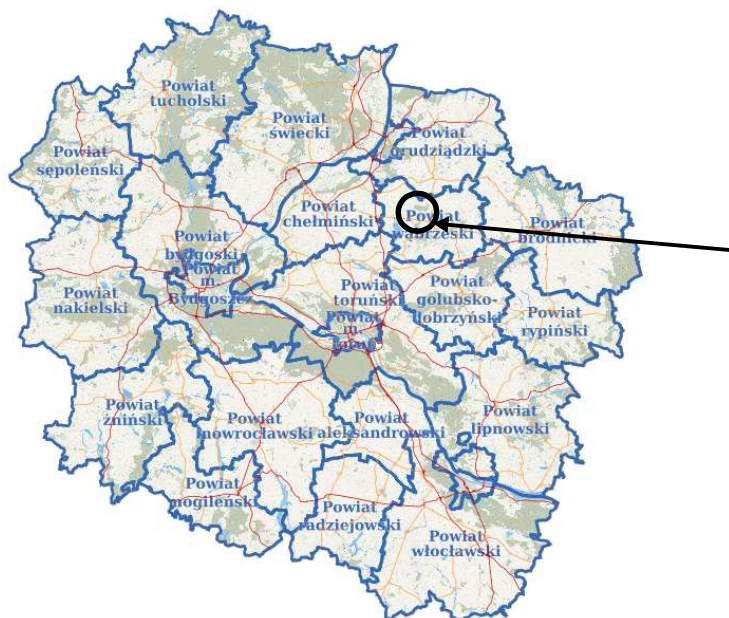 Powiat
tucholski
Powiat
świecki
Powiat
grudziądzki
Powiat
sępoleński
Powiat
chełmiński
Powiat
wąbrzeski
Powiat
brodnicki
Powiat
bydgoski
Powiat
m.
Bydgoszcz
Powiat
nakielski
Powiat
toruński
Powiat
m.
Toruń
Powiat
golubsko-
dobrzyński
Powiat
rypiński
Powiat
żniński
Powiat
inowrocławski
Powiat
aleksandrowski
Powiat
lipnowski
Powiat
mogileński
Powiat
radziejowski
Powiat
włocławski